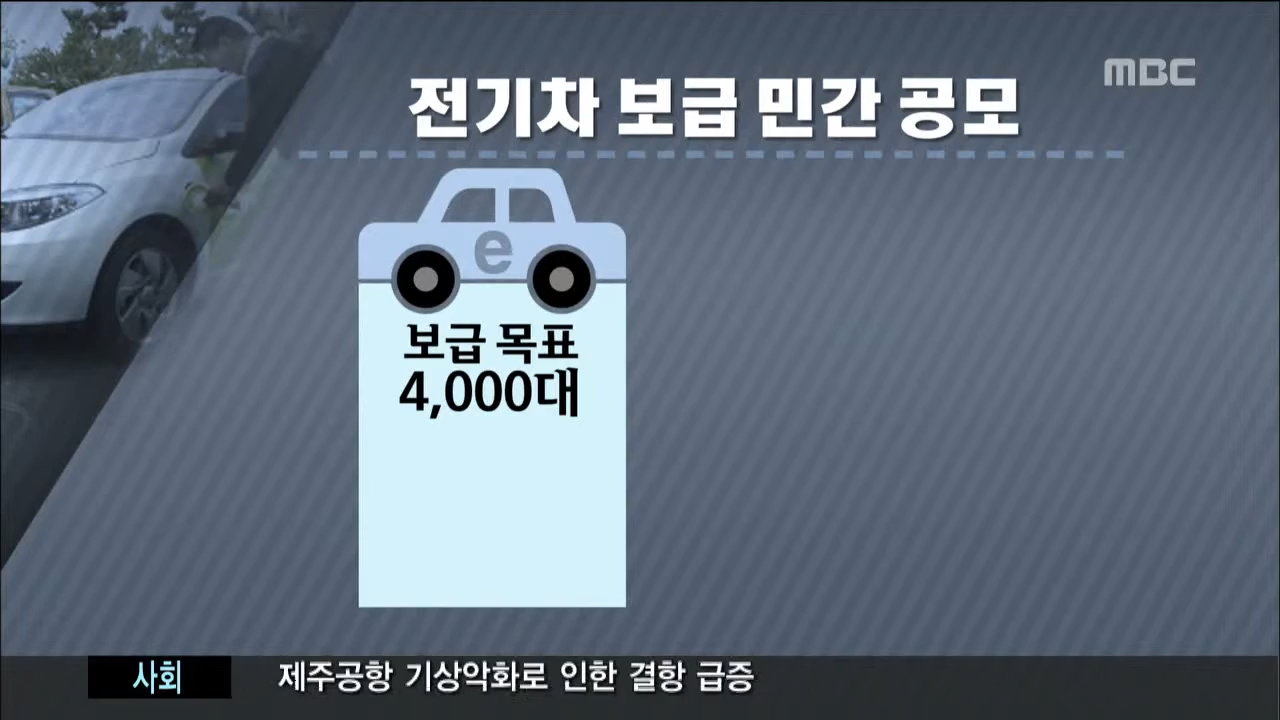 전기차 보급 민간 공모
MBC
e
보급 목표
4,000대
사회
제주공항 기상악화로 인한 결항 급증